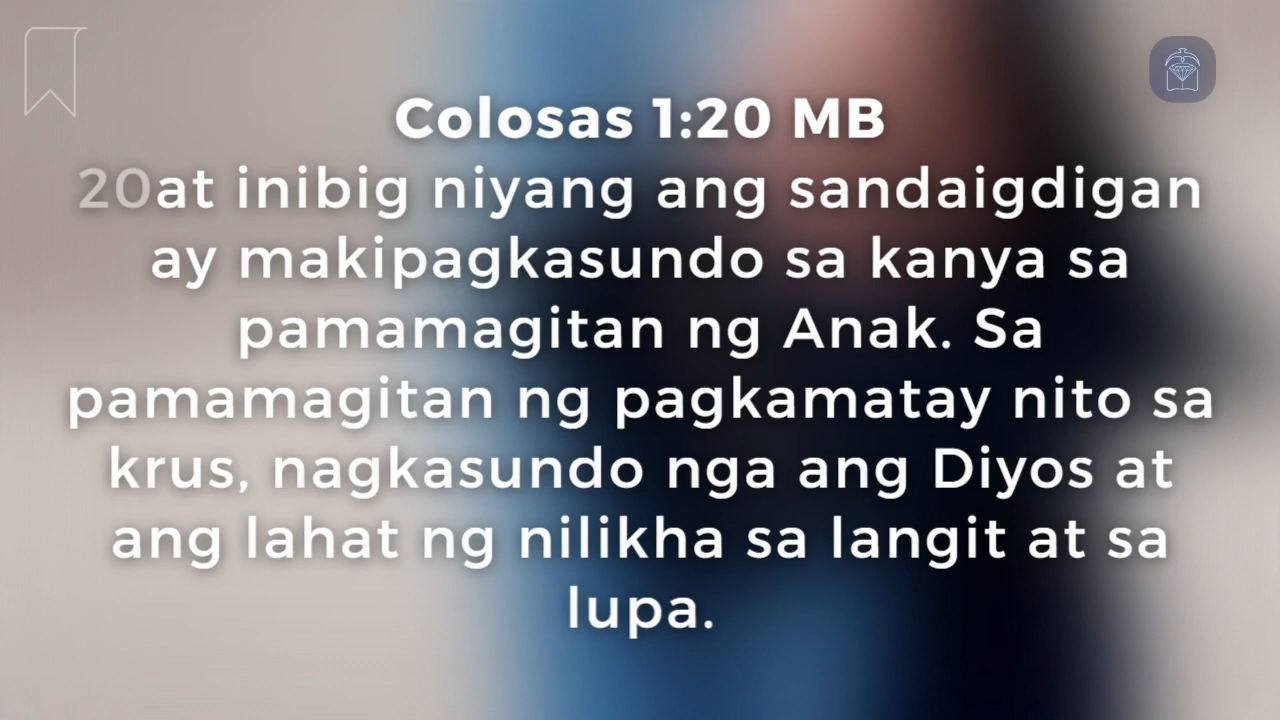 Colosas 1:20 MB
20at inibig niyang ang sandaigdigan
ay makipagkasundo sa kanya sa
pamamagitan ng Anak. Sa
pamamagitan ng pagkamatay nito sa
krus, nagkasundo nga ang Diyos at
ang lahat ng nilikha sa langit at sa
lupa.